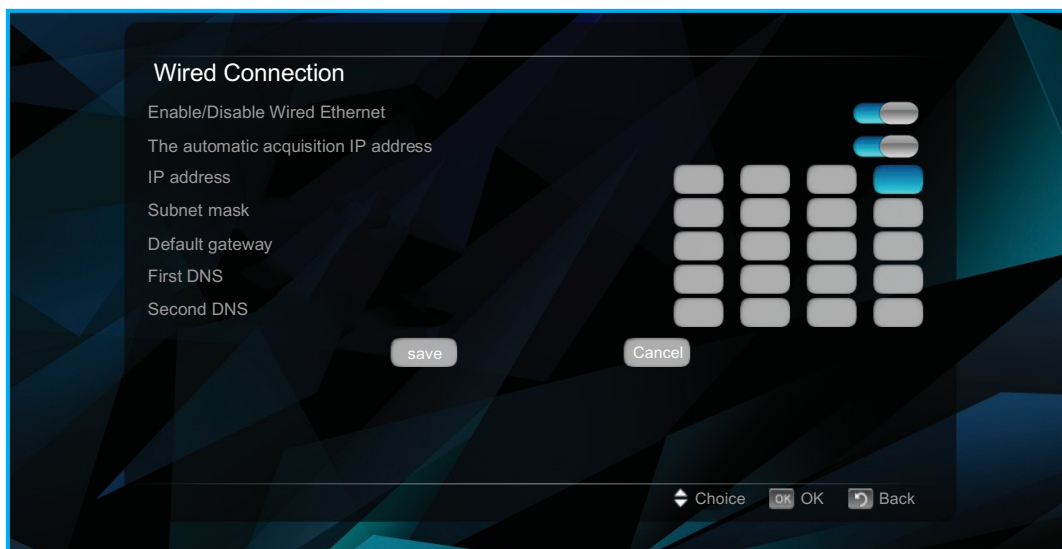 Wired Connection
Enable/Disable Wired Ethernet
The automatic acquisition IP address
IP address
Subnet mask
Default gateway
First DNS
Second DNS
save Cancel
Choice OK OK Back